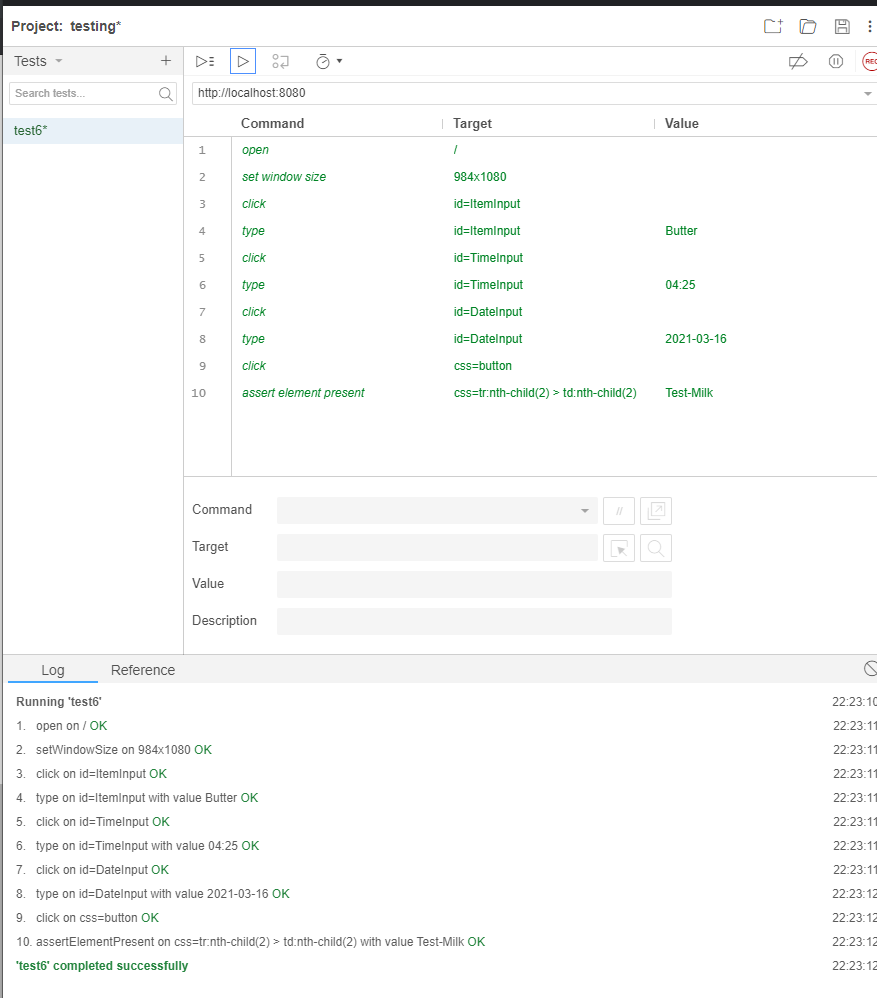 Project: testing*
Tests
Search tests...
test6*
http://localhost:8080
Command Target Value
1 open /
2 set window size 984x1080
3 click id=ItemInput
4 type id=ItemInput Butter
5 click id=TimeInput
6 type id=TimeInput 04:25
7 click id=DateInput
8 type id=DateInput 2021-03-16
9 click css=button
10 assert element present css=tr:nth-child(2) > td:nth-child(2) Test-Milk
Command //
Target
Value
Description
Log Reference
Running 'test6' 22:23:10
1. open on / OK 22:23:11
2. setWindowSize on 984x1080 OK 22:23:11
3. click on id=ItemInput OK 22:23:11
4. type on id=ItemInput with value Butter OK 22:23:11
5. click on id=TimeInput OK 22:23:11
6. type on id=TimeInput with value 04:25 OK 22:23:11
7. click on id=DateInput OK 22:23:11
8. type on id=DateInput with value 2021-03-16 OK 22:23:12
9. click on css=button OK 22:23:12
10. assertElementPresent on css=tr:nth-child(2) > td:nth-child(2) with value Test-Milk OK 22:23:12
'test6' completed successfully 22:23:12